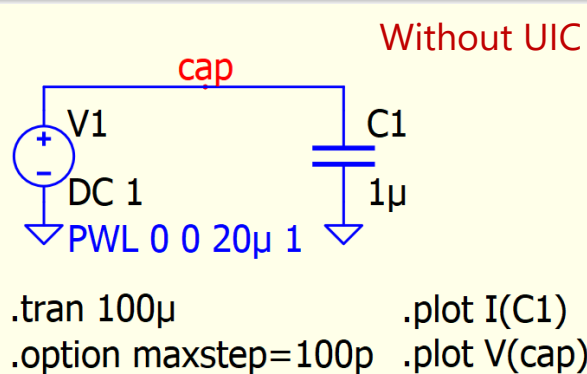 Without UIC
cap
V1
C1
DC 1
1µ
PWL 0 0 20µ 1
.tran 100µ
.plot I(C1)
.option maxstep=100p
.plot V(cap)